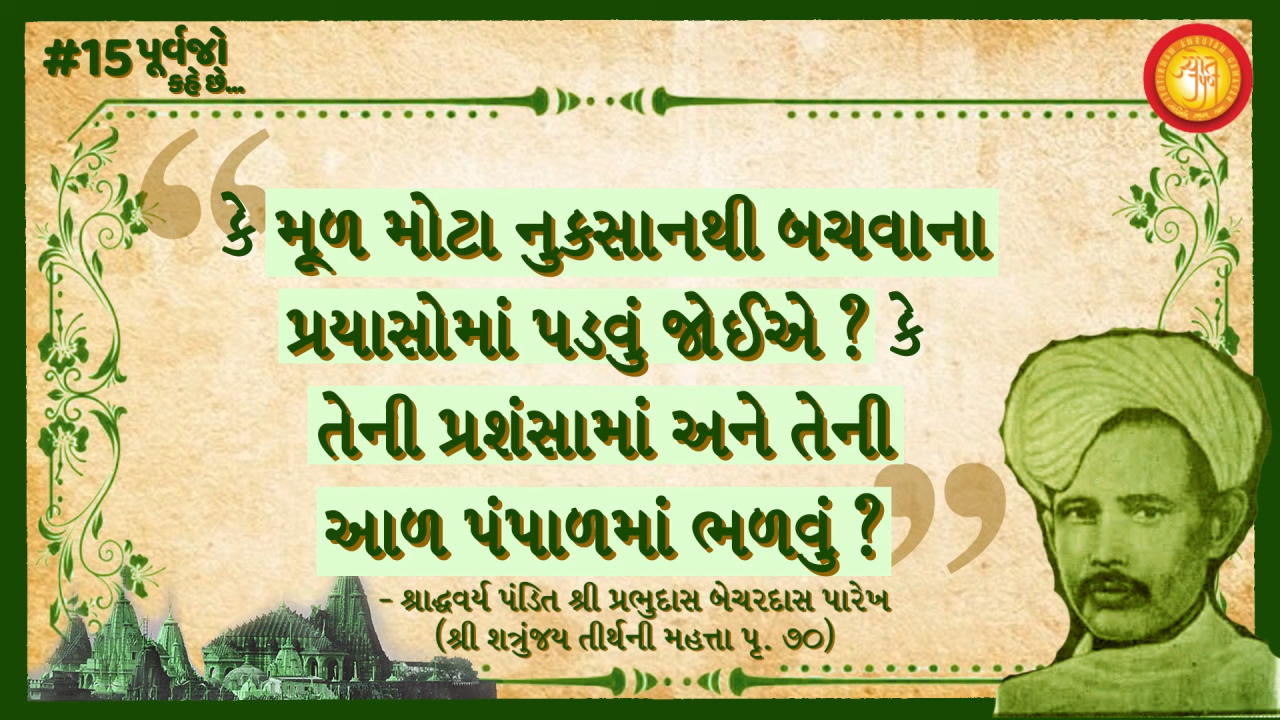 #15 પૂર્વજો
કહે છે...
કે મૂળ મોટા નુકસાનથી બચવાના
પ્રયાસોમાં પડવું જોઈએ ? કે
તેની પ્રશંસામાં અને તેની
આળ પંપાળમાં ભળવું ?
- શ્રાદ્ધવર્ય પંડિત શ્રી પ્રભુદાસ બેચરદાસ પારેખ
(શ્રી શત્રુંજય તીર્થની મહત્તા પૃ. ૭૦)